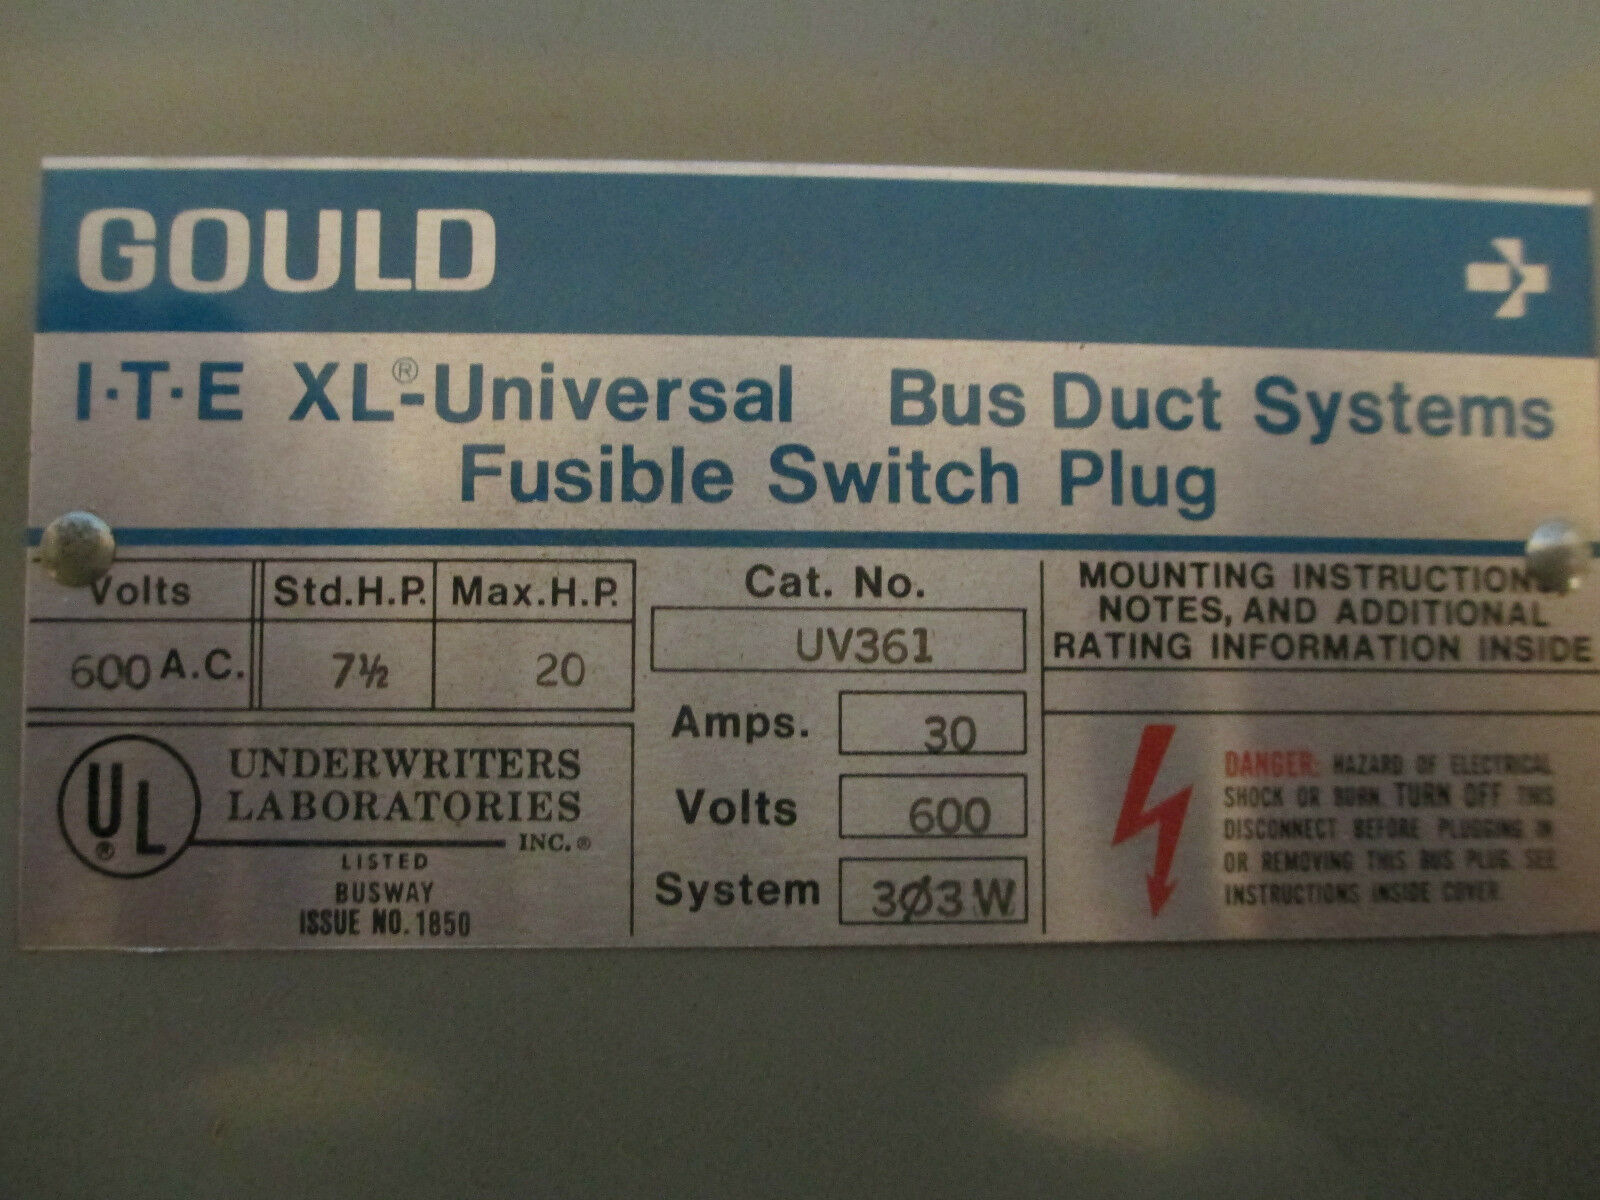 GOULD
I·T·E XL®-Universal Bus Duct Systems
Fusible Switch Plug
Volts Std.H.P. Max.H.P.
600 A.C. 7½ 20
UL®
UNDERWRITERS
LABORATORIES
INC.®
LISTED
BUSWAY
ISSUE NO. 1850
Cat. No.
UV361
Amps. 30
Volts 600
System 3Ø3W
MOUNTING INSTRUCTIONS,
NOTES, AND ADDITIONAL
RATING INFORMATION INSIDE
DANGER: HAZARD OF ELECTRICAL
SHOCK OR BURN. TURN OFF THIS
DISCONNECT BEFORE PLUGGING IN
OR REMOVING THIS BUS PLUG. SEE
INSTRUCTIONS INSIDE COVER.